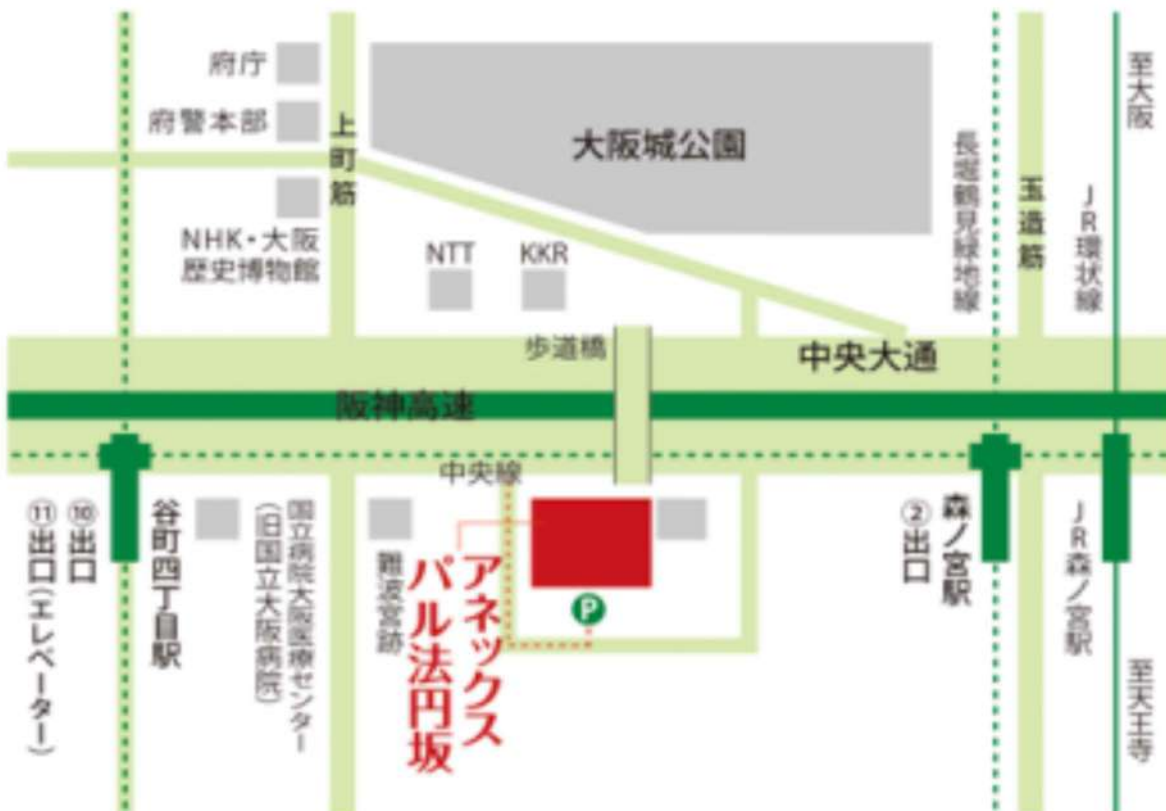 府庁
府警本部
上町筋
大阪城公園
長堀鶴見緑地線
玉造筋
JR環状線
至大阪
NHK・大阪
歴史博物館
NTT
KKR
歩道橋
中央大通
阪神高速
中央線
⑪出口(エレベーター)
⑩出口
谷町四丁目駅
国立病院大阪医療センター
(旧国立大阪病院)
難波宮跡
アネックス
パル法円坂
P
②出口
森ノ宮駅
JR森ノ宮駅
至天王寺